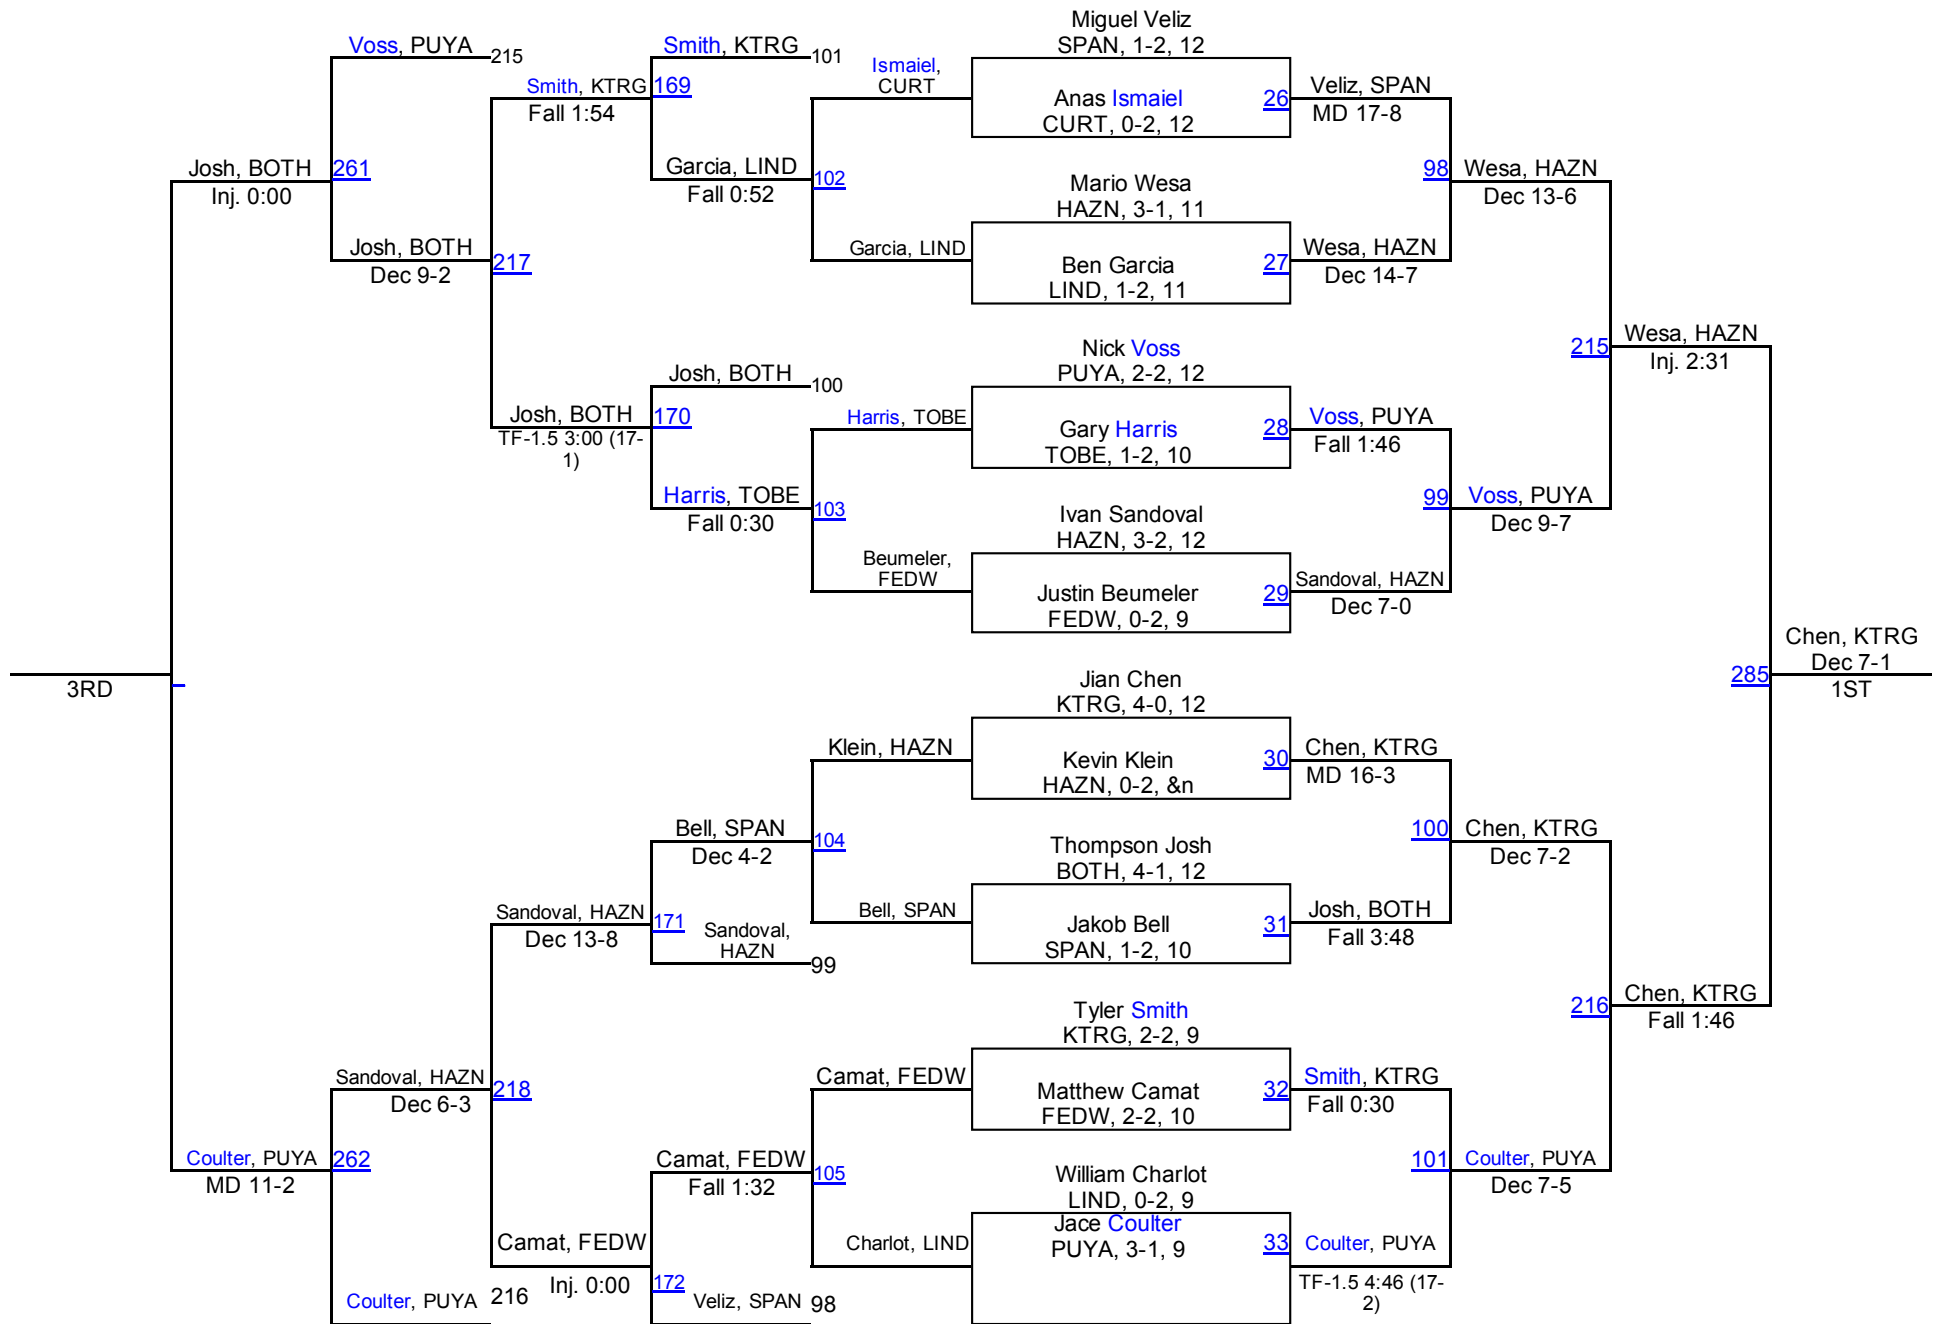 Miguel Veliz
SPAN, 1-2, 12
Voss, PUYA
215
Smith, KTRG
101
Ismaiel,
CURT
Smith, KTRG
169
Fall 1:54
Anas Ismaiel
CURT, 0-2, 12
26
Veliz, SPAN
MD 17-8
Josh, BOTH
261
Inj. 0:00
Garcia, LIND
102
Fall 0:52
Mario Wesa
HAZN, 3-1, 11
98
Wesa, HAZN
Dec 13-6
Josh, BOTH
217
Dec 9-2
Garcia, LIND
Ben Garcia
LIND, 1-2, 11
27
Wesa, HAZN
Dec 14-7
Nick Voss
PUYA, 2-2, 12
215
Wesa, HAZN
Inj. 2:31
Josh, BOTH
100
Josh, BOTH
170
TF-1.5 3:00 (17-
1)
Harris, TOBE
Gary Harris
TOBE, 1-2, 10
28
Voss, PUYA
Fall 1:46
Harris, TOBE
103
Fall 0:30
Ivan Sandoval
HAZN, 3-2, 12
99
Voss, PUYA
Dec 9-7
Beumeler,
FEDW
Justin Beumeler
FEDW, 0-2, 9
29
Sandoval, HAZN
Dec 7-0
3RD
Jian Chen
KTRG, 4-0, 12
285
Chen, KTRG
Dec 7-1
1ST
Klein, HAZN
Kevin Klein
HAZN, 0-2, &n
30
Chen, KTRG
MD 16-3
Bell, SPAN
104
Dec 4-2
Thompson Josh
BOTH, 4-1, 12
100
Chen, KTRG
Dec 7-2
Sandoval, HAZN
171
Dec 13-8
Sandoval,
HAZN
99
Bell, SPAN
Jakob Bell
SPAN, 1-2, 10
31
Josh, BOTH
Fall 3:48
Tyler Smith
KTRG, 2-2, 9
216
Chen, KTRG
Fall 1:46
Sandoval, HAZN
218
Dec 6-3
Camat, FEDW
Matthew Camat
FEDW, 2-2, 10
32
Smith, KTRG
Fall 0:30
Coulter, PUYA
262
MD 11-2
Camat, FEDW
105
Fall 1:32
William Charlot
LIND, 0-2, 9
101
Coulter, PUYA
Dec 7-5
Camat, FEDW
172
Inj. 0:00
Charlot, LIND
Jace Coulter
PUYA, 3-1, 9
33
Coulter, PUYA
TF-1.5 4:46 (17-
2)
Coulter, PUYA
216
Veliz, SPAN
98